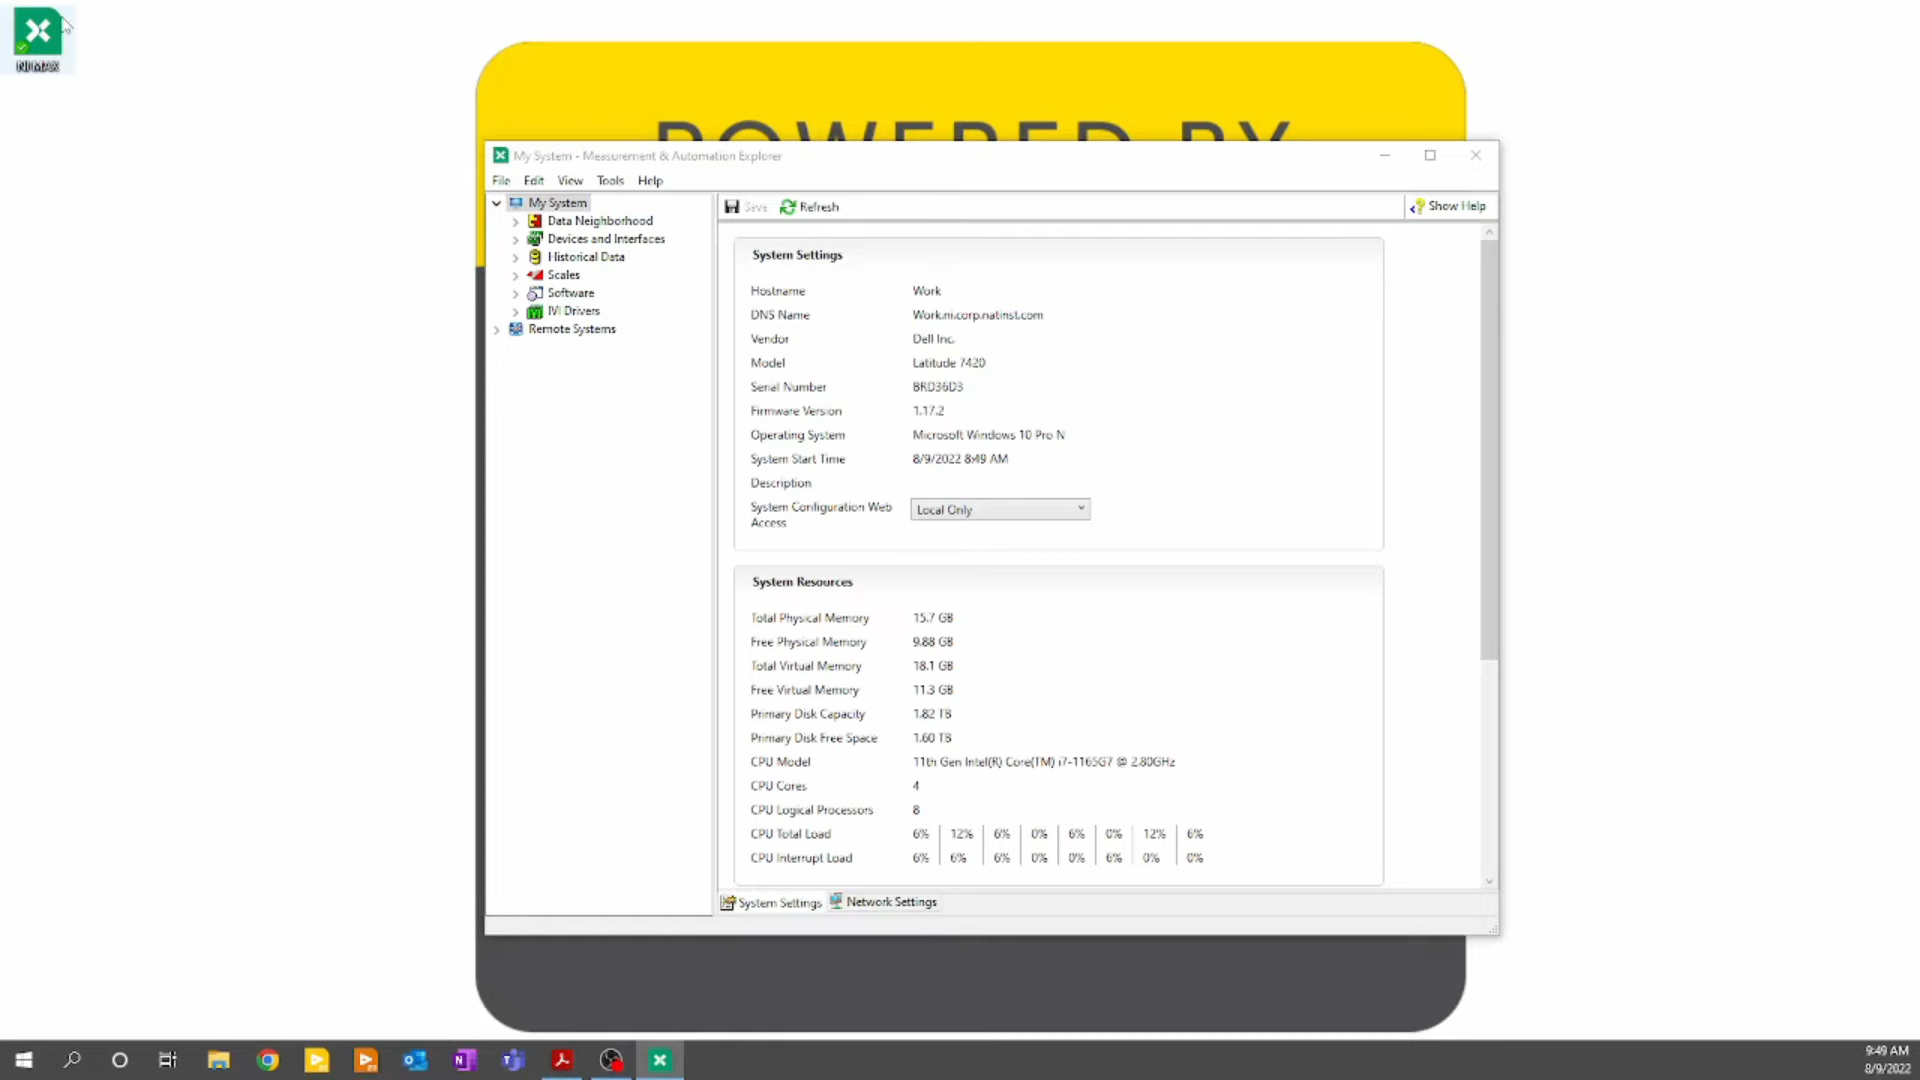 NI MAX
POWERED BY
My System - Measurement & Automation Explorer
File Edit View Tools Help
My System
Data Neighborhood
Devices and Interfaces
Historical Data
Scales
Software
IVI Drivers
Remote Systems
Save Refresh Show Help
System Settings
Hostname Work
DNS Name Work.ni.corp.natinst.com
Vendor Dell Inc.
Model Latitude 7420
Serial Number BRD36D3
Firmware Version 1.17.2
Operating System Microsoft Windows 10 Pro N
System Start Time 8/9/2022 8:49 AM
Description
System Configuration Web Access Local Only
System Resources
Total Physical Memory 15.7 GB
Free Physical Memory 9.88 GB
Total Virtual Memory 18.1 GB
Free Virtual Memory 11.3 GB
Primary Disk Capacity 1.82 TB
Primary Disk Free Space 1.60 TB
CPU Model 11th Gen Intel(R) Core(TM) i7-1165G7 @ 2.80GHz
CPU Cores 4
CPU Logical Processors 8
CPU Total Load 6% 12% 6% 0% 6% 0% 12% 6%
CPU Interrupt Load 6% 6% 6% 0% 0% 6% 0% 0%
System Settings Network Settings
9:49 AM
8/9/2022